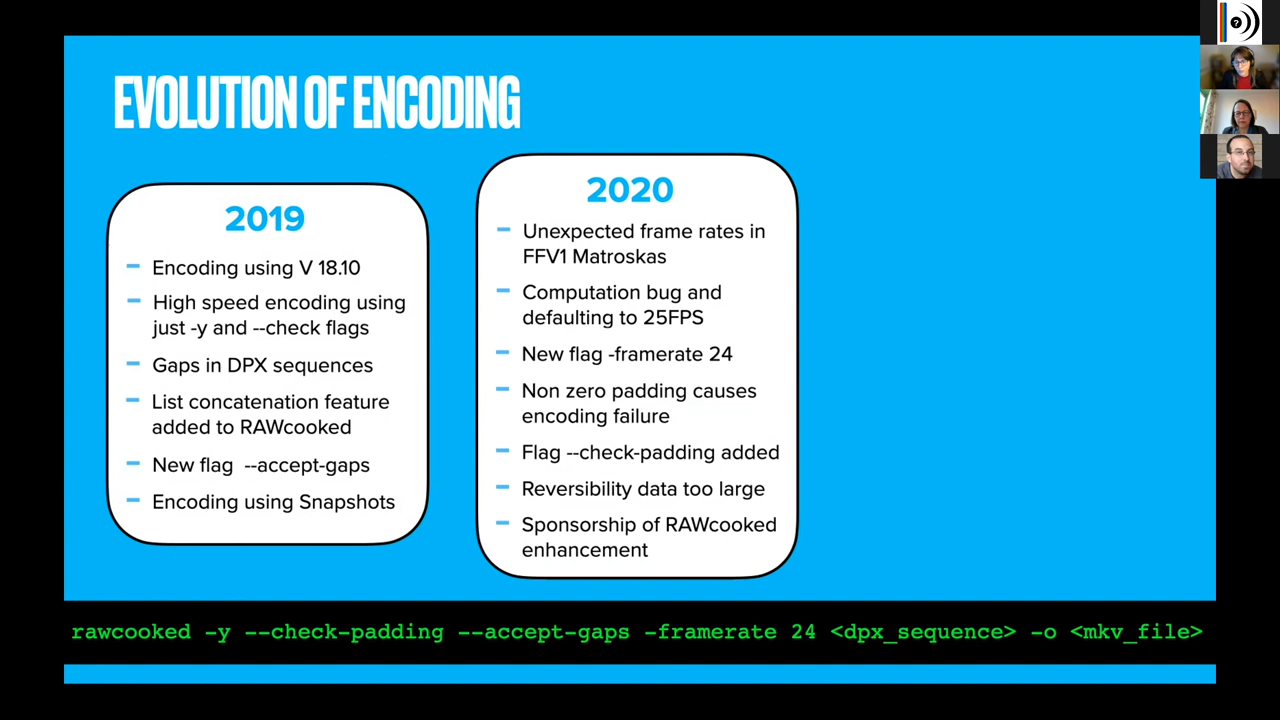 EVOLUTION OF ENCODING
2019
– Encoding using V 18.10
– High speed encoding using
just -y and --check flags
– Gaps in DPX sequences
– List concatenation feature
added to RAWcooked
– New flag --accept-gaps
– Encoding using Snapshots
2020
– Unexpected frame rates in
FFV1 Matroskas
– Computation bug and
defaulting to 25FPS
– New flag -framerate 24
– Non zero padding causes
encoding failure
– Flag --check-padding added
– Reversibility data too large
– Sponsorship of RAWcooked
enhancement
rawcooked -y --check-padding --accept-gaps -framerate 24 <dpx_sequence> -o <mkv_file>
?